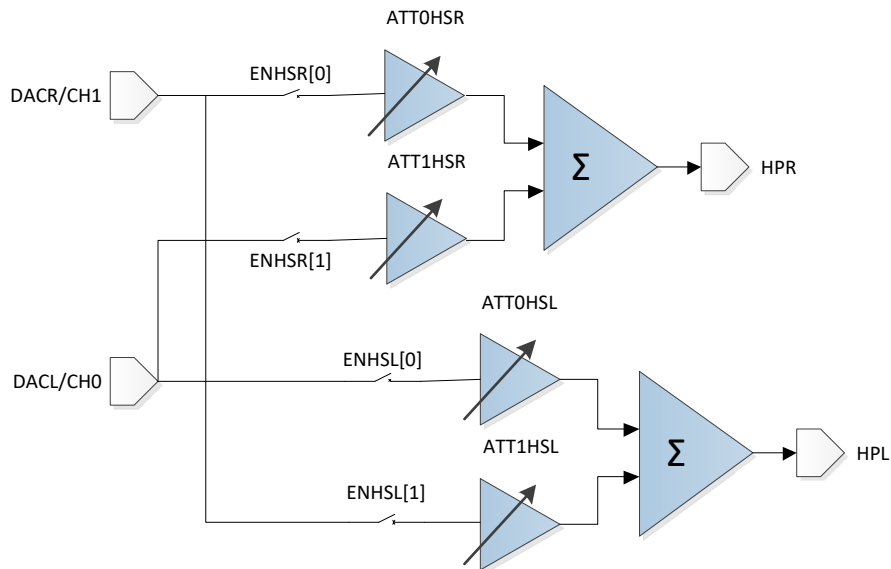 ATT0HSR
ENHSR[0]
DACR/CH1
ATT1HSR
Σ
HPR
ENHSR[1]
ATT0HSL
ENHSL[0]
DACL/CH0
ATT1HSL
Σ
HPL
ENHSL[1]